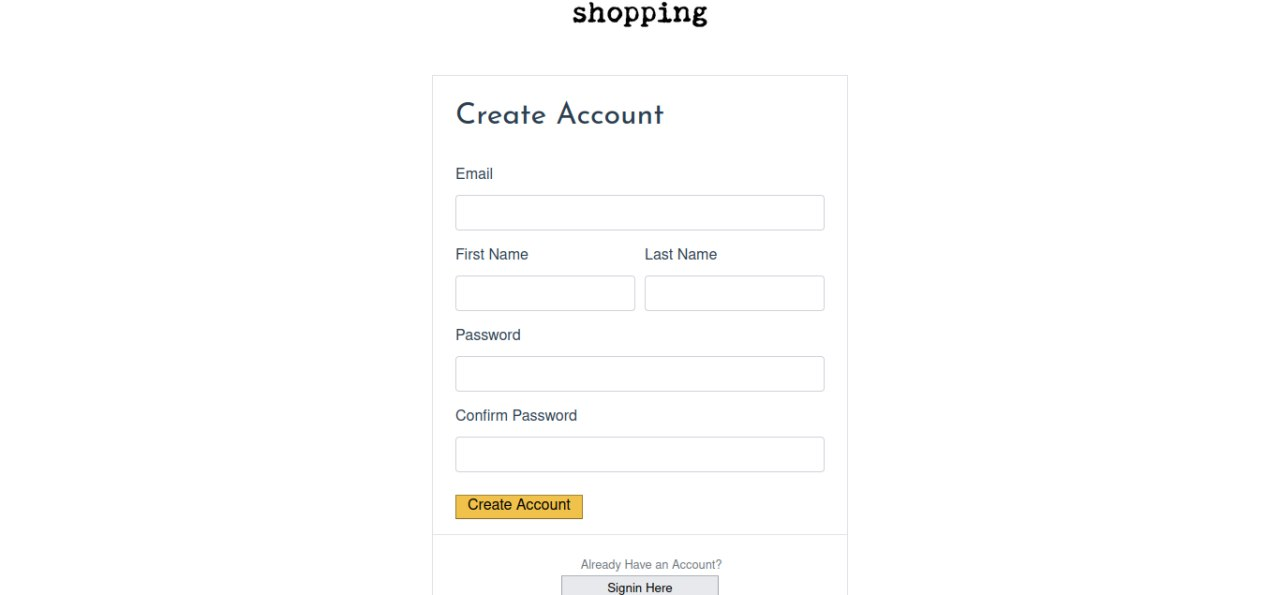 shopping
Create Account
Email
First Name Last Name
Password
Confirm Password
Create Account
Already Have an Account?
Signin Here